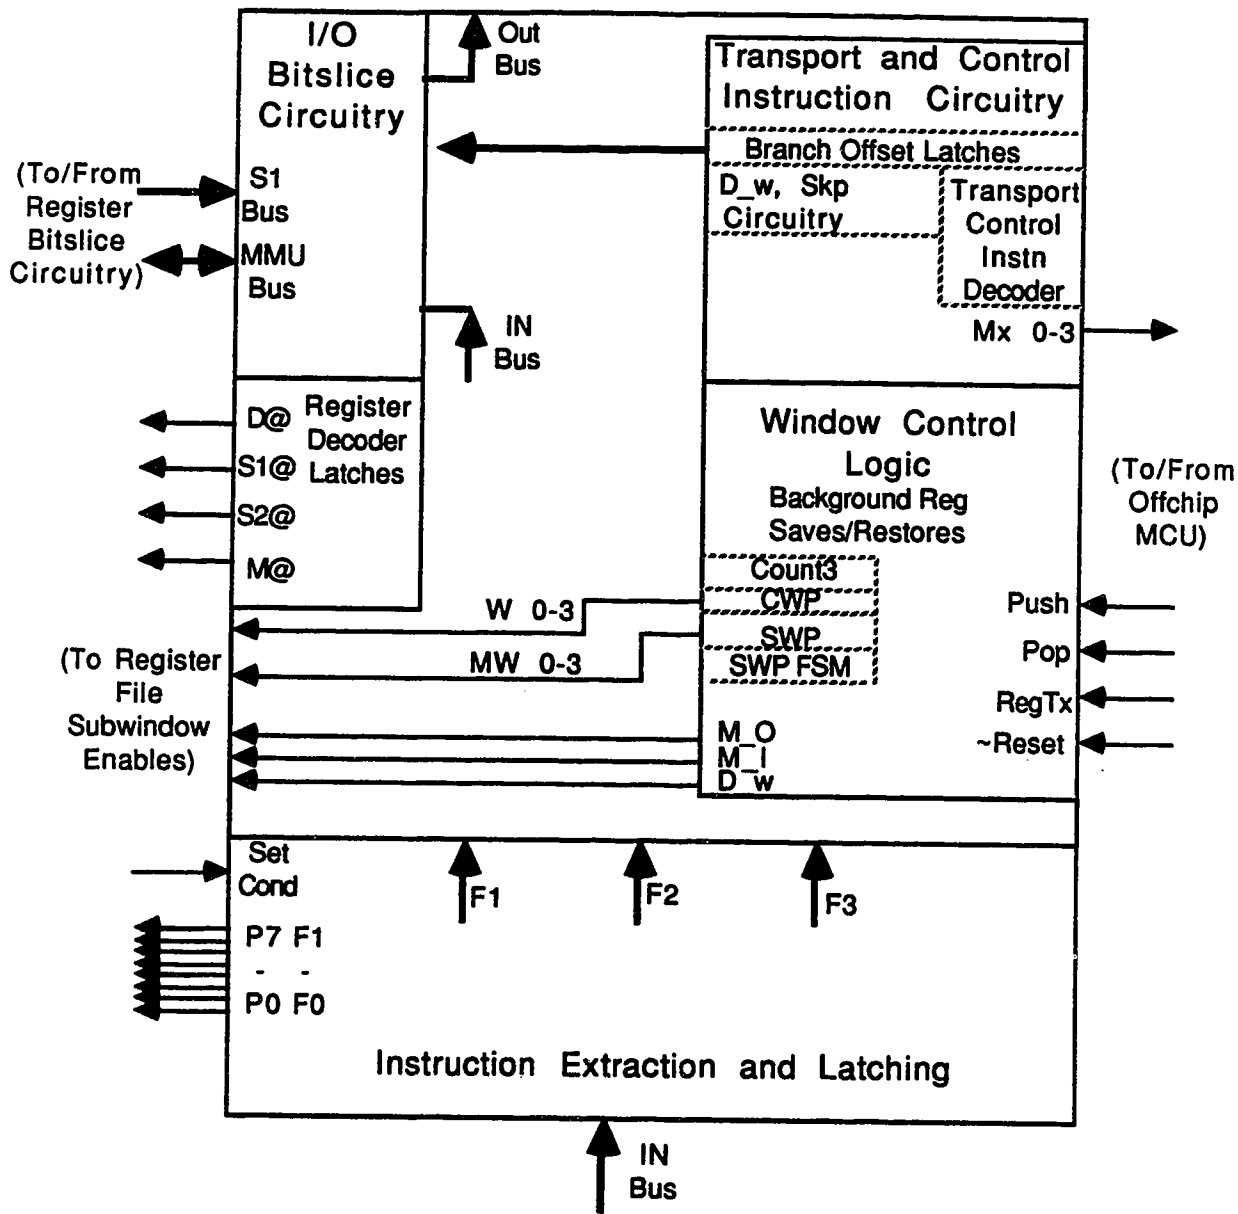 I/O
Bitslice
Circuitry
Out
Bus
Transport and Control
Instruction Circuitry
Branch Offset Latches
D_w, Skp
Circuitry
Transport
Control
Instn
Decoder
Mx 0-3
(To/From
Register
Bitslice
Circuitry)
S1
Bus
MMU
Bus
IN
Bus
D@
S1@
S2@
M@
Register
Decoder
Latches
Window Control
Logic
Background Reg
Saves/Restores
Count3
CWP
SWP
SWP FSM
(To/From
Offchip
MCU)
Push
Pop
RegTx
~Reset
W 0-3
MW 0-3
(To Register
File
Subwindow
Enables)
M_O
M_I
D_w
Set
Cond
F1
F2
F3
P7 F1
- -
P0 F0
Instruction Extraction and Latching
IN
Bus